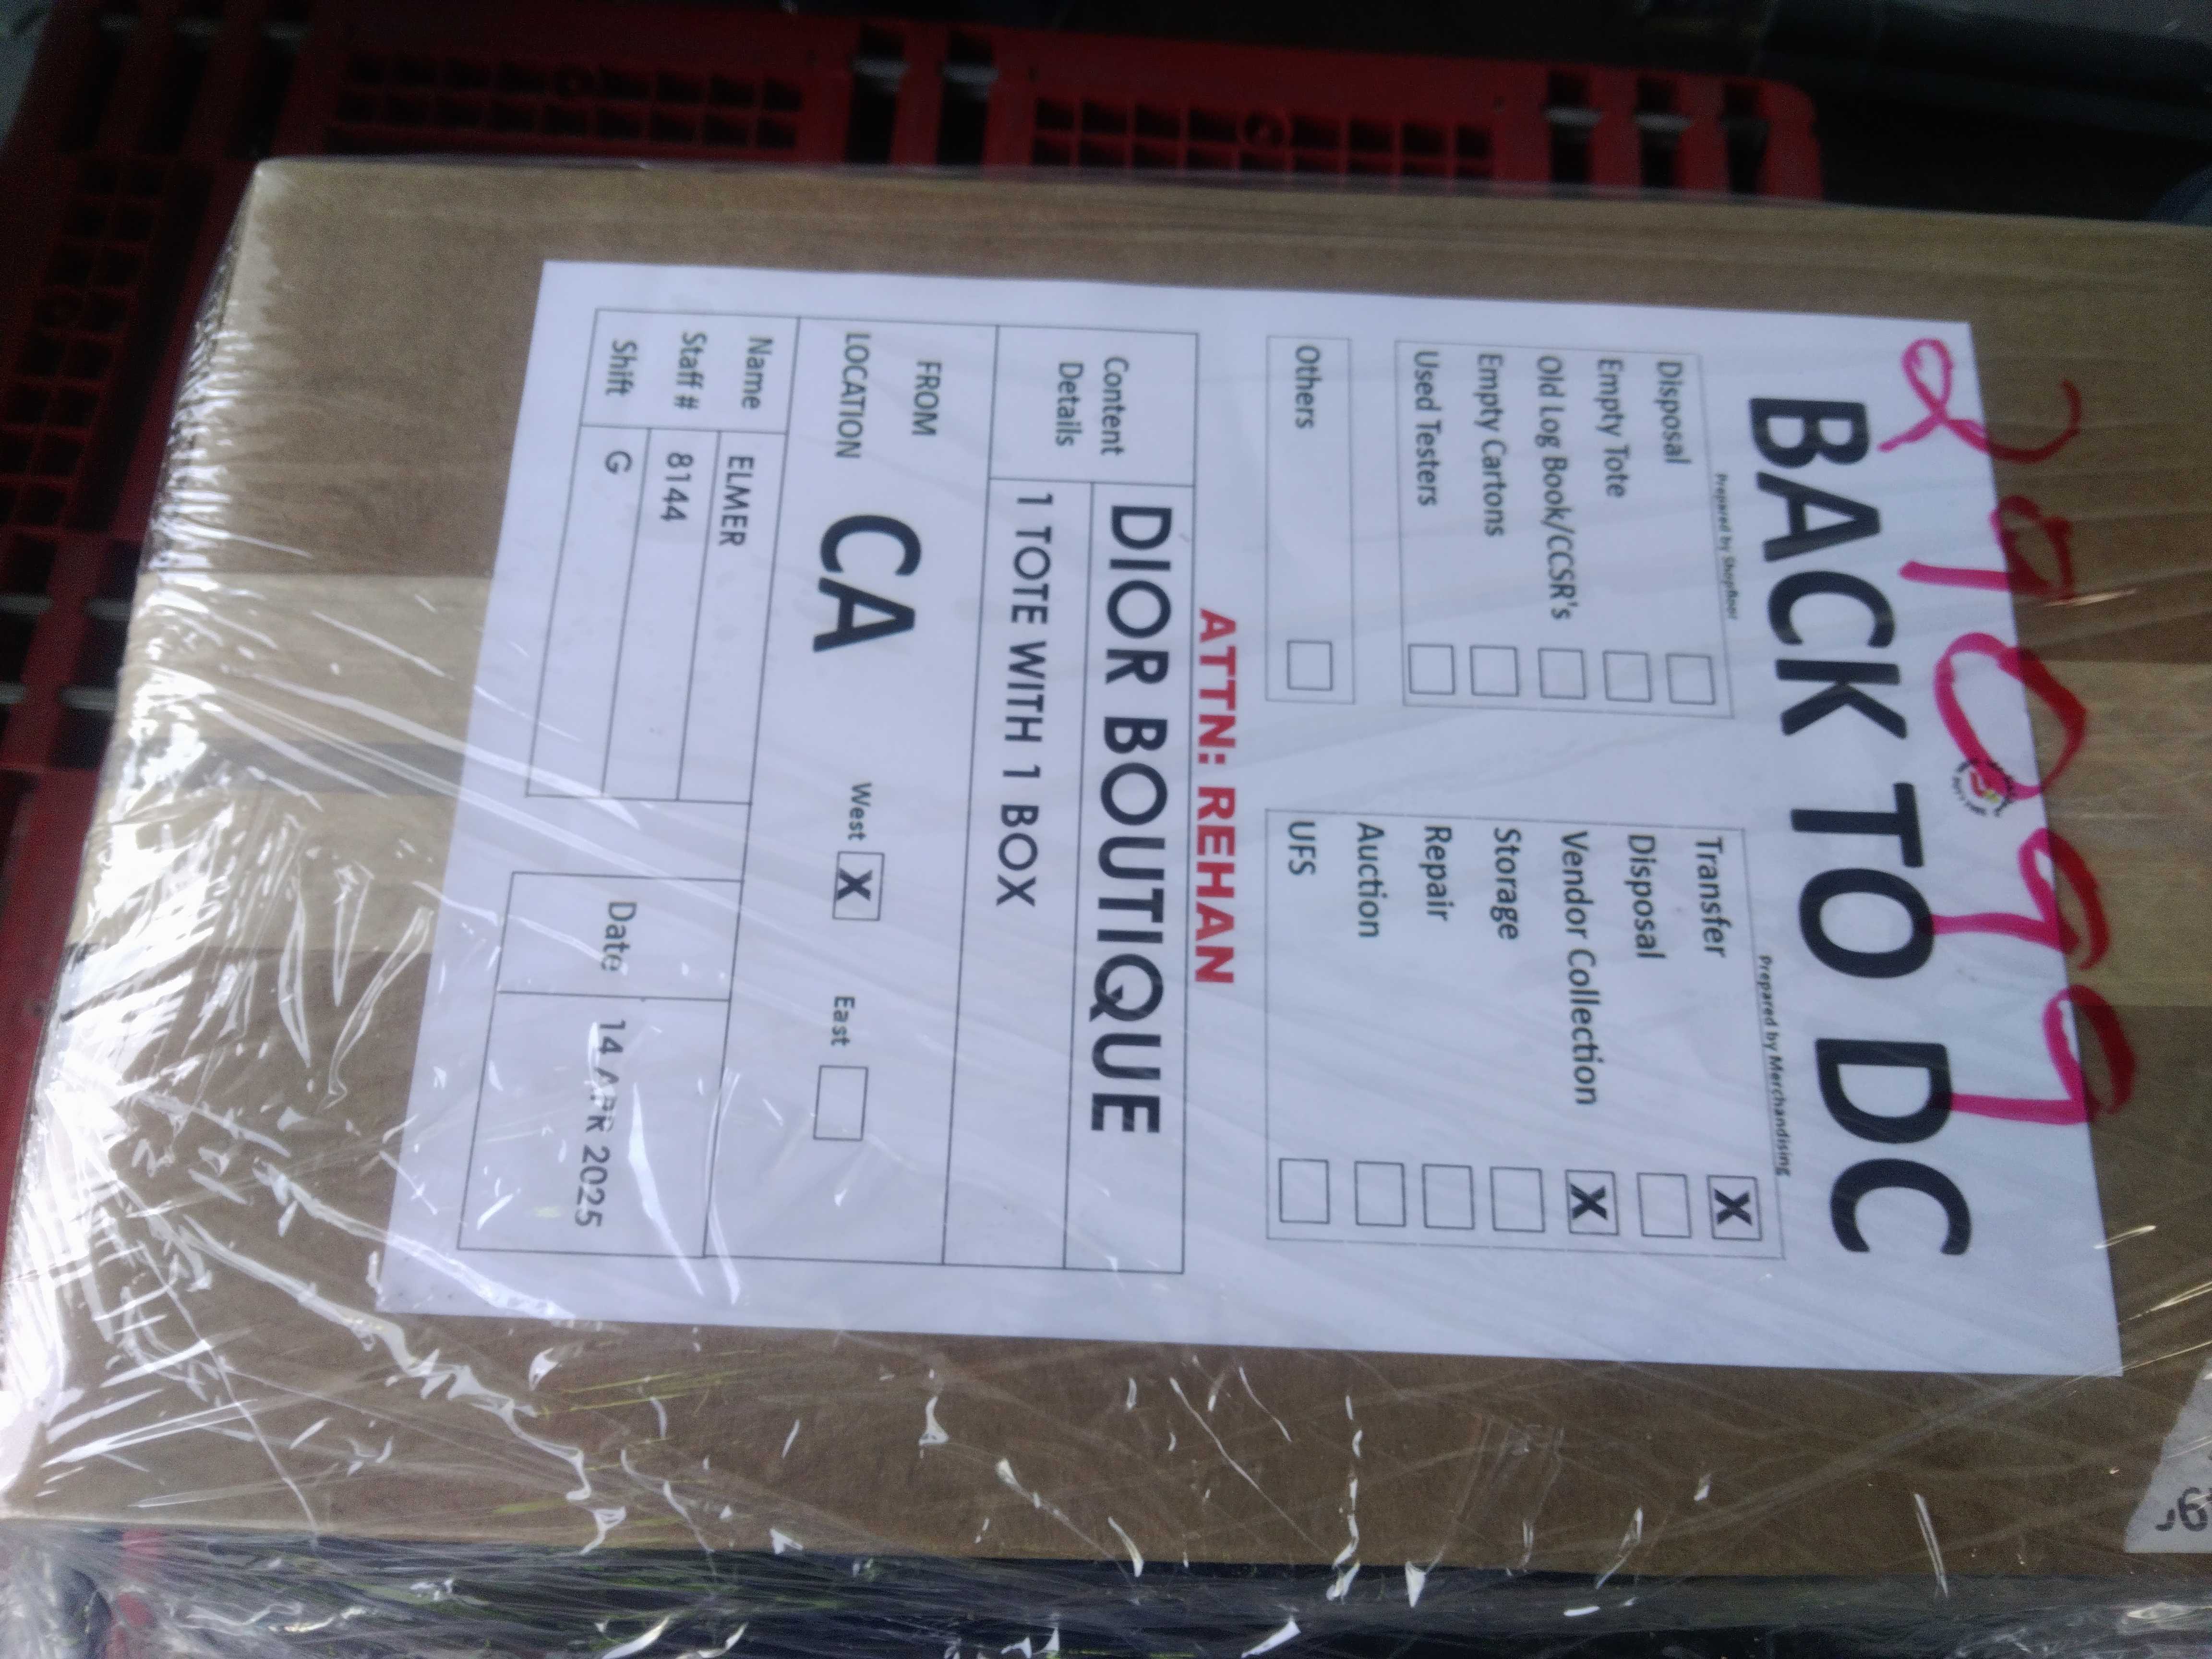 BACK TO DC
Prepared by Shopfloor
Disposal
Empty Tote
Old Log Book/CCSR's
Empty Cartons
Used Testers
Others
Prepared by Merchandising
Transfer X
Disposal
Vendor Collection X
Storage
Repair
Auction
UFS
ATTN: REHAN
Content Details
DIOR BOUTIQUE
1 TOTE WITH 1 BOX
FROM
LOCATION CA West X East
Name ELMER
Staff # 8144
Shift G
Date 14 APR 2025